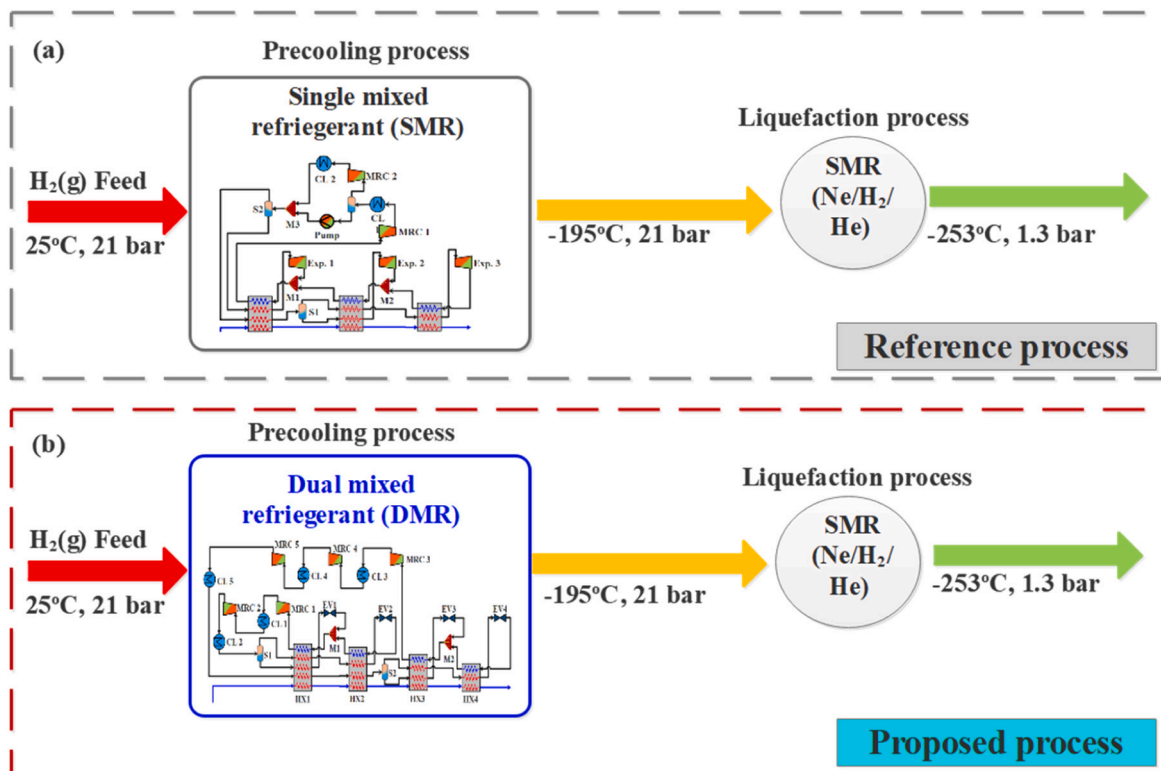 (a)
Precooling process
Single mixed
refriegerant (SMR)
CL 2
MRC 2
S2
M3
Pump
CL
MRC 1
Exp. 1
Exp. 2
Exp. 3
M1
M2
S1
H₂(g) Feed
25°C, 21 bar
-195°C, 21 bar
Liquefaction process
SMR
(Ne/H₂/
He)
-253°C, 1.3 bar
Reference process
(b)
Precooling process
Dual mixed
refriegerant (DMR)
MRC 5
MRC 4
MRC 3
CL 5
CL 4
CL 3
MRC 2
MRC 1
CL 1
CL 2
EV1
EV2
EV3
EV4
S1
M1
M2
S2
HX1
HX2
HX3
HX4
H₂(g) Feed
25°C, 21 bar
-195°C, 21 bar
Liquefaction process
SMR
(Ne/H₂/
He)
-253°C, 1.3 bar
Proposed process